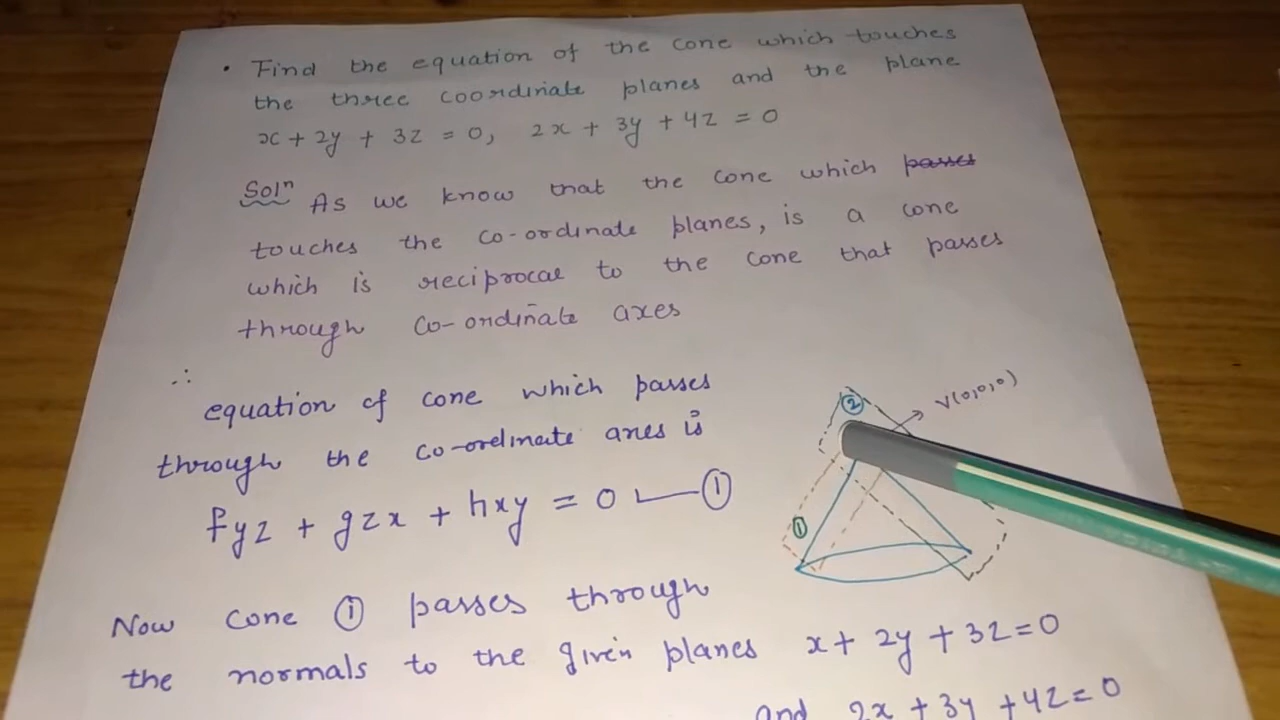 • Find the equation of the cone which touches
the three coordinate planes and the plane
x + 2y + 3z = 0, 2x + 3y + 4z = 0
Solⁿ As we know that the cone which passes
touches the co-ordinate planes, is a cone
which is reciprocal to the cone that passes
through co-ordinate axes
∴
equation of cone which passes
through the co-ordinate axes is
fyz + gzx + hxy = 0 — ①
② V(0,0,0)
①
Now cone ① passes through
the normals to the given planes x + 2y + 3z = 0
and 2x + 3y + 4z = 0